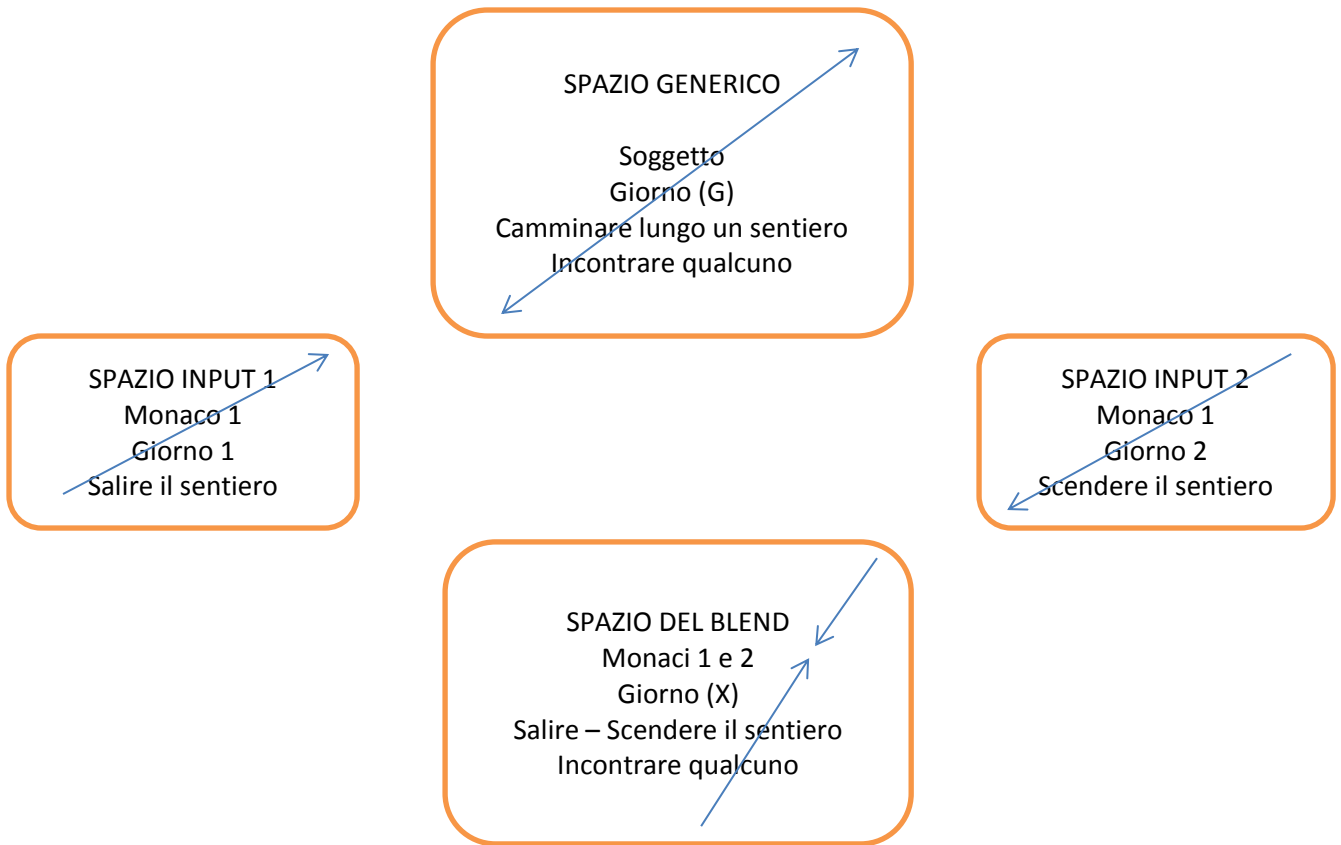 SPAZIO GENERICO
Soggetto
Giorno (G)
Camminare lungo un sentiero
Incontrare qualcuno
SPAZIO INPUT 1
Monaco 1
Giorno 1
Salire il sentiero
SPAZIO INPUT 2
Monaco 1
Giorno 2
Scendere il sentiero
SPAZIO DEL BLEND
Monaci 1 e 2
Giorno (X)
Salire – Scendere il sentiero
Incontrare qualcuno